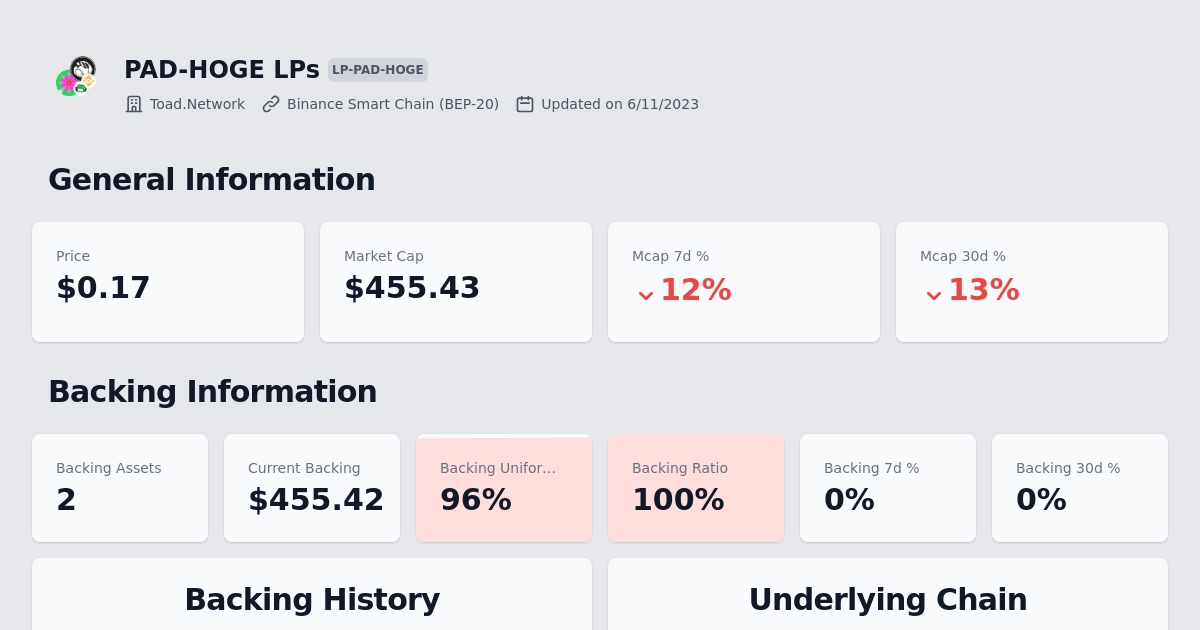 PAD-HOGE LPs LP-PAD-HOGE
Toad.Network Binance Smart Chain (BEP-20) Updated on 6/11/2023
General Information
Price
$0.17
Market Cap
$455.43
Mcap 7d %
12%
Mcap 30d %
13%
Backing Information
Backing Assets
2
Current Backing
$455.42
Backing Unifor...
96%
Backing Ratio
100%
Backing 7d %
0%
Backing 30d %
0%
Backing History
Underlying Chain